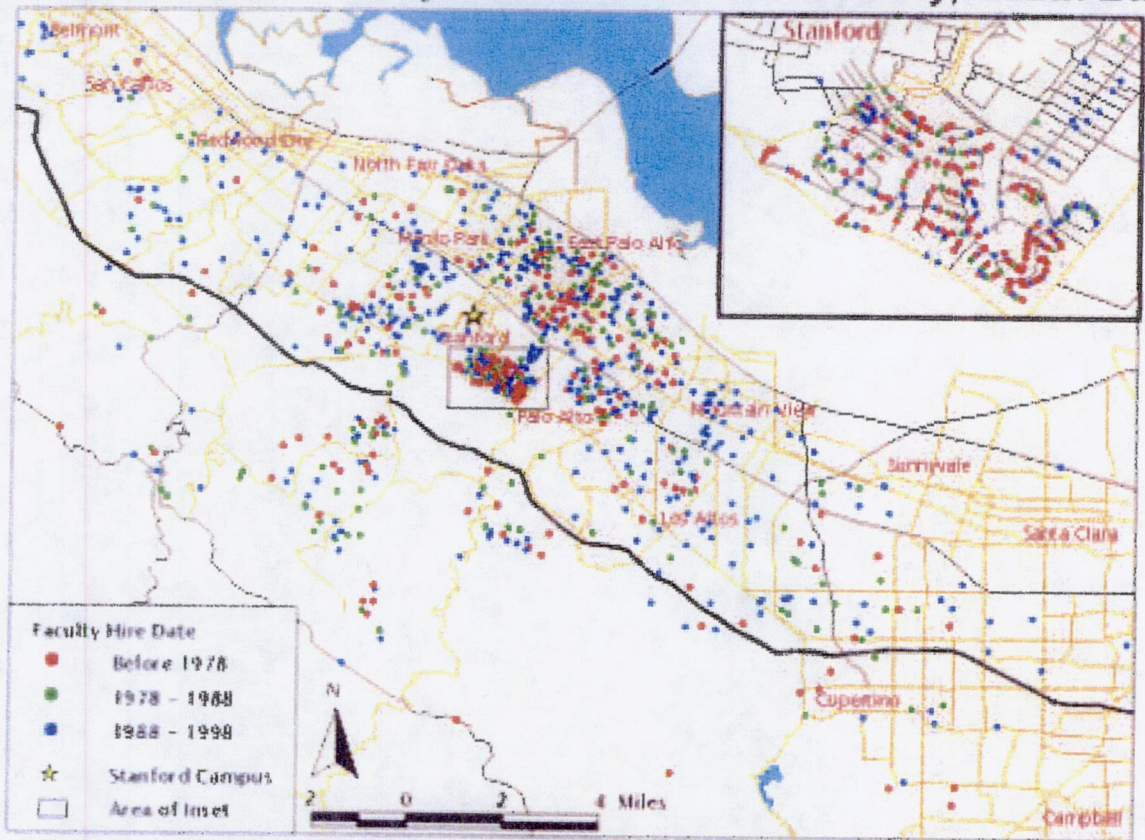 Belmont
Stanford
San Carlos
Redwood City
North Fair Oaks
Menlo Park
East Palo Alto
Stanford
Palo Alto
Mountain View
Sunnyvale
Los Altos
Santa Clara
Faculty Hire Date
Before 1978
1978 - 1988
1988 - 1998
Stanford Campus
Area of Inset
N
2 0 2 4 Miles
Cupertino
Campbell